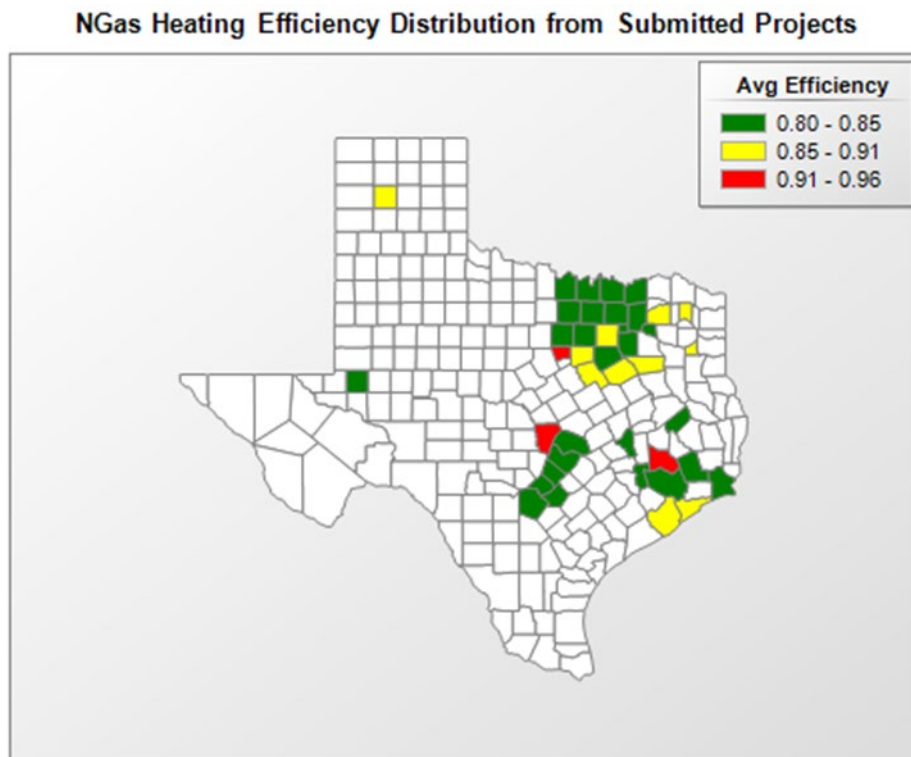 NGas Heating Efficiency Distribution from Submitted Projects
Avg Efficiency
0.80 - 0.85
0.85 - 0.91
0.91 - 0.96